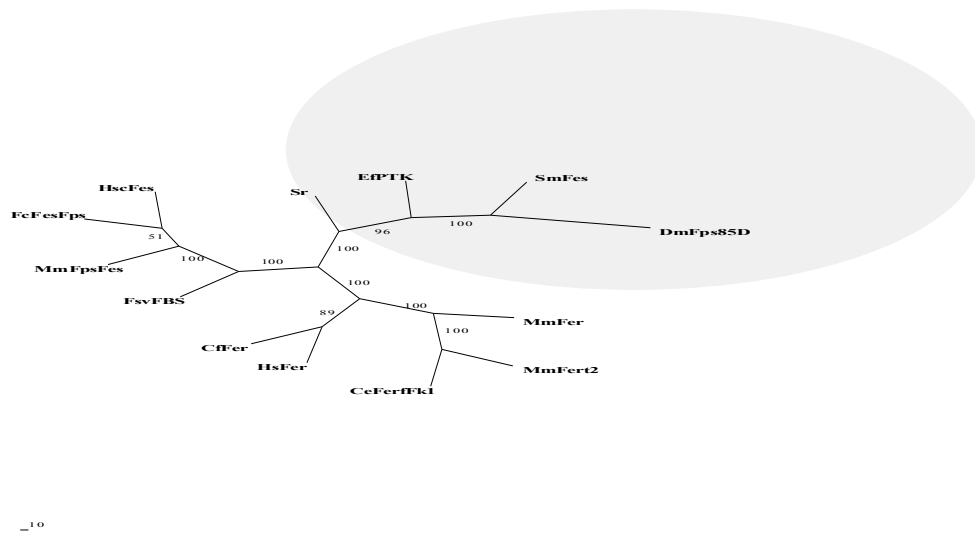 EfPTK
SmFes
HscFes
Sr
FcFesFps
DmFps85D
96
100
51
100
100
100
MmFpsFes
100
FsvFBS
100
89
MmFer
100
CfFer
HsFer
MmFert2
CeFerfFk1
10